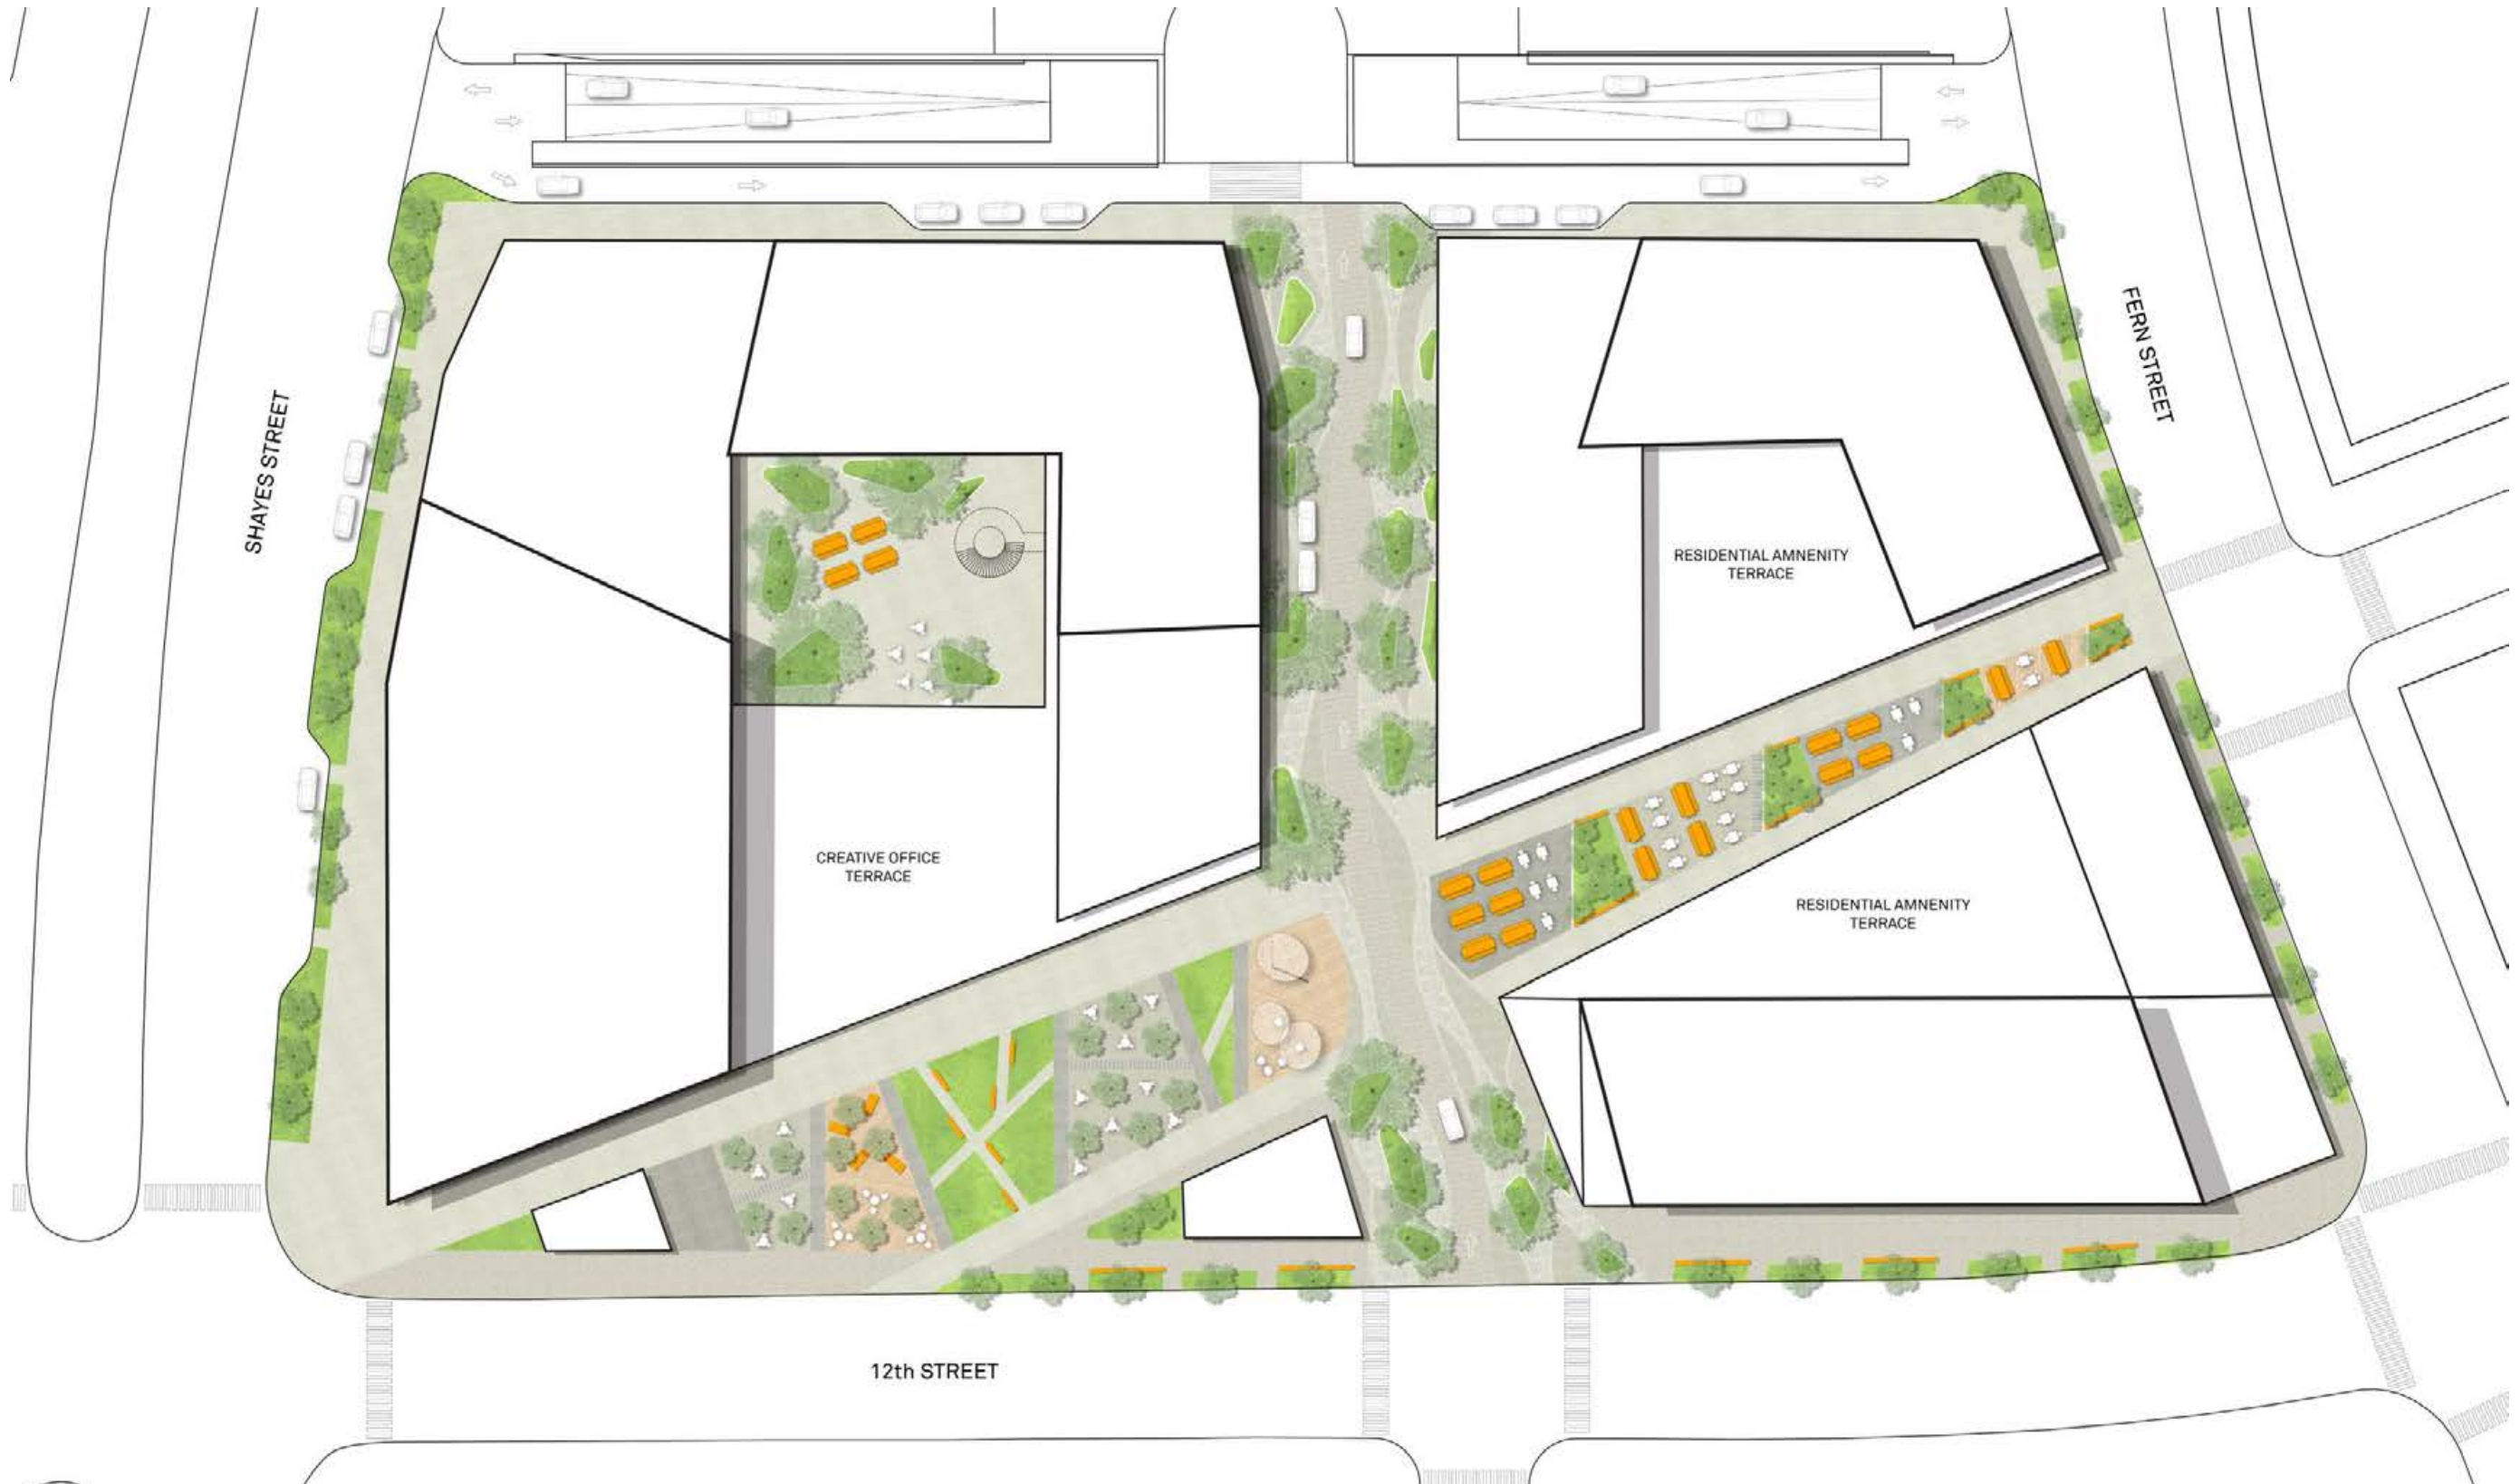 SHAYES STREET
FERN STREET
RESIDENTIAL AMNENITY
TERRACE
CREATIVE OFFICE
TERRACE
RESIDENTIAL AMNENITY
TERRACE
12th STREET